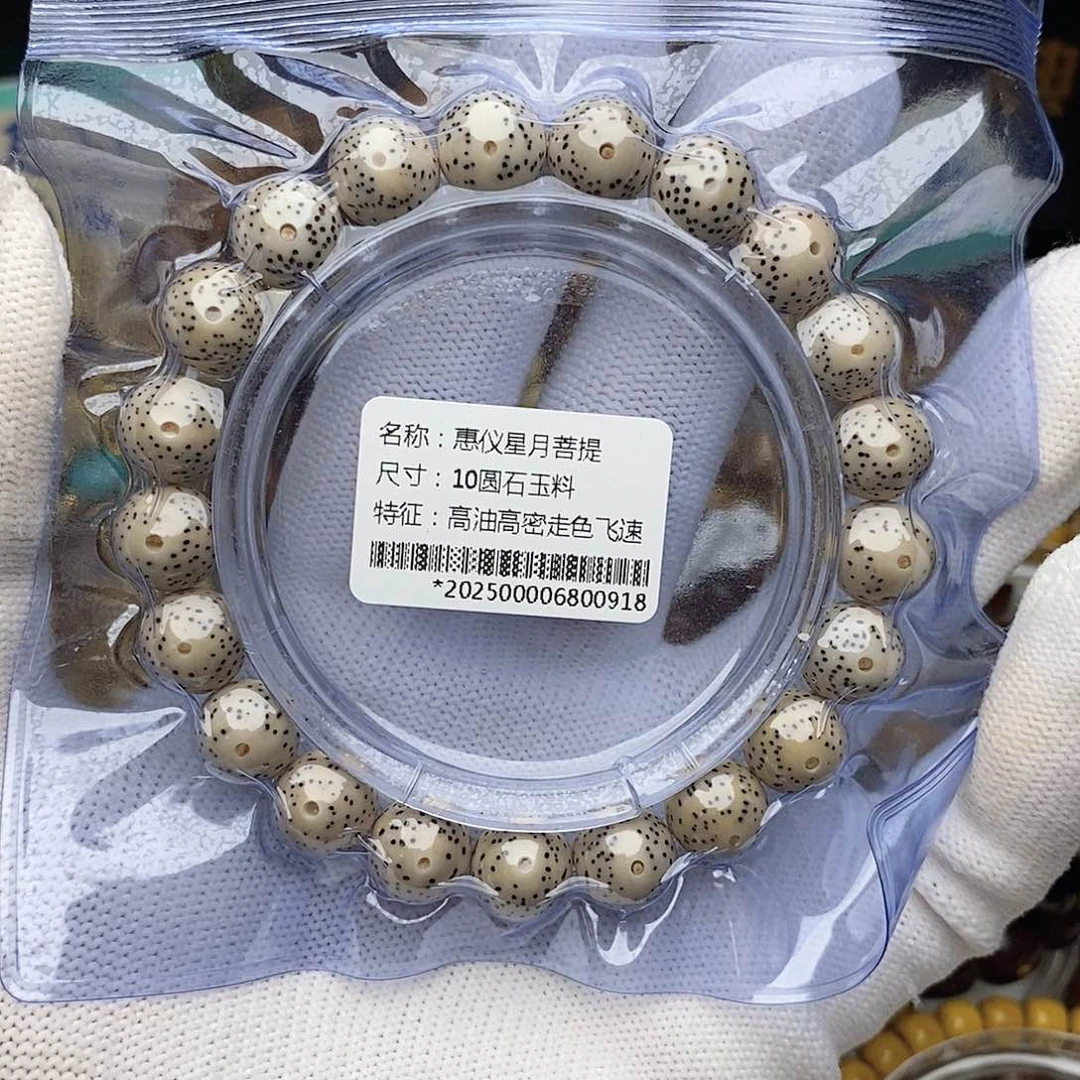 名称：惠仪星月菩提
尺寸：10圆石玉料
特征：高油高密走色飞速
*202500006800918